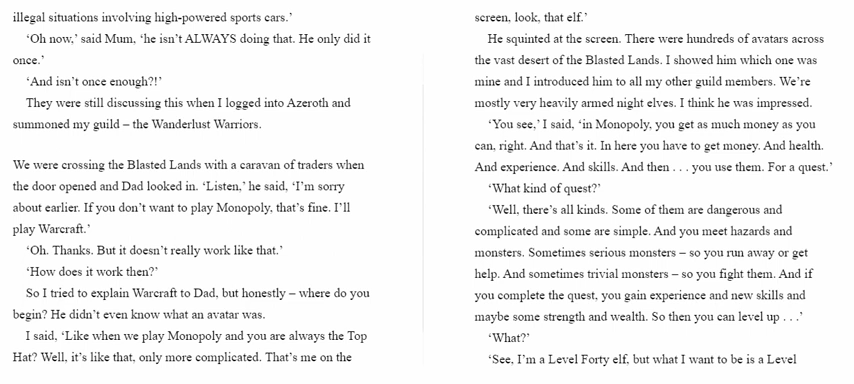 illegal situations involving high-powered sports cars.’
‘Oh now,’ said Mum, ‘he isn’t ALWAYS doing that. He only did it
once.’
‘And isn’t once enough?!’
They were still discussing this when I logged into Azeroth and
summoned my guild – the Wanderlust Warriors.
We were crossing the Blasted Lands with a caravan of traders when
the door opened and Dad looked in. ‘Listen,’ he said, ‘I’m sorry
about earlier. If you don’t want to play Monopoly, that’s fine. I’ll
play Warcraft.’
‘Oh. Thanks. But it doesn’t really work like that.’
‘How does it work then?’
So I tried to explain Warcraft to Dad, but honestly – where do you
begin? He didn’t even know what an avatar was.
I said, ‘Like when we play Monopoly and you are always the Top
Hat? Well, it’s like that, only more complicated. That’s me on the
screen, look, that elf.’
He squinted at the screen. There were hundreds of avatars across
the vast desert of the Blasted Lands. I showed him which one was
mine and I introduced him to all my other guild members. We’re
mostly very heavily armed night elves. I think he was impressed.
‘You see,’ I said, ‘in Monopoly, you get as much money as you
can, right. And that’s it. In here you have to get money. And health.
And experience. And skills. And then . . . you use them. For a quest.’
‘What kind of quest?’
‘Well, there’s all kinds. Some of them are dangerous and
complicated and some are simple. And you meet hazards and
monsters. Sometimes serious monsters – so you run away or get
help. And sometimes trivial monsters – so you fight them. And if
you complete the quest, you gain experience and new skills and
maybe some strength and wealth. So then you can level up . . .’
‘What?’
‘See, I’m a Level Forty elf, but what I want to be is a Level